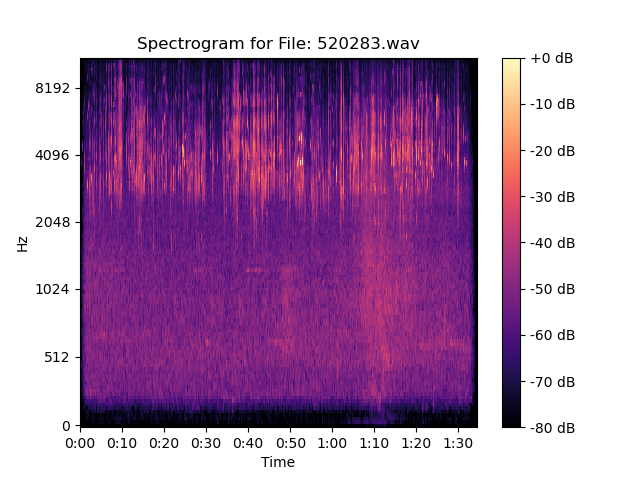 Spectrogram for File: 520283.wav
Hz
8192
4096
2048
1024
512
0
0:00 0:10 0:20 0:30 0:40 0:50 1:00 1:10 1:20 1:30
Time
+0 dB
-10 dB
-20 dB
-30 dB
-40 dB
-50 dB
-60 dB
-70 dB
-80 dB